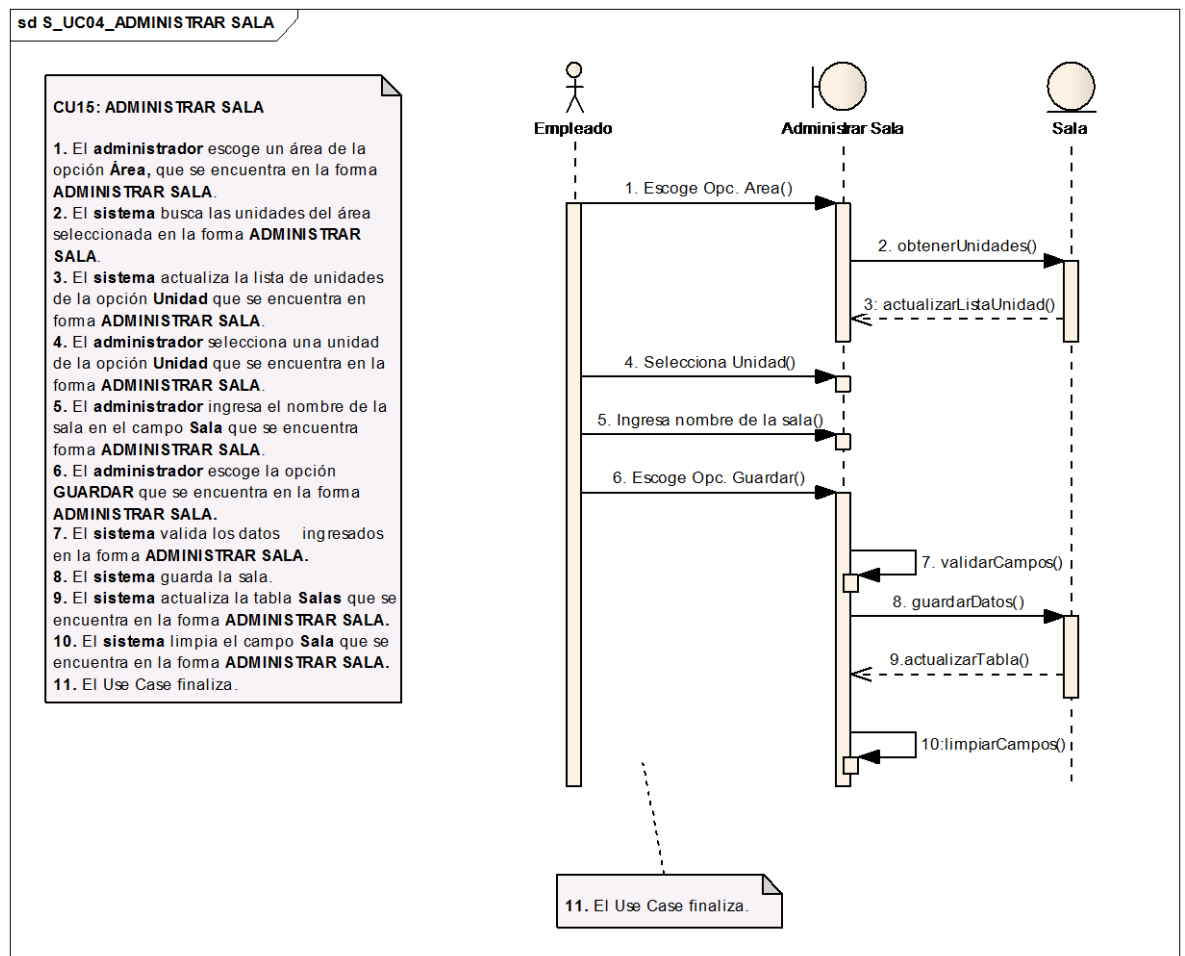 sd S_UC04_ADMINISTRAR SALA
CU15: ADMINISTRAR SALA
1. El administrador escoge un área de la
opción Área, que se encuentra en la forma
ADMINISTRAR SALA.
2. El sistema busca las unidades del área
seleccionada en la forma ADMINISTRAR
SALA.
3. El sistema actualiza la lista de unidades
de la opción Unidad que se encuentra en
forma ADMINISTRAR SALA.
4. El administrador selecciona una unidad
de la opción Unidad que se encuentra en la
forma ADMINISTRAR SALA.
5. El administrador ingresa el nombre de la
sala en el campo Sala que se encuentra
forma ADMINISTRAR SALA.
6. El administrador escoge la opción
GUARDAR que se encuentra en la forma
ADMINISTRAR SALA.
7. El sistema valida los datos ingresados
en la forma ADMINISTRAR SALA.
8. El sistema guarda la sala.
9. El sistema actualiza la tabla Salas que se
encuentra en la forma ADMINISTRAR SALA.
10. El sistema limpia el campo Sala que se
encuentra en la forma ADMINISTRAR SALA.
11. El Use Case finaliza.
Empleado
Administrar Sala
Sala
1. Escoge Opc. Area()
2. obtenerUnidades()
3: actualizarListaUnidad()
4. Selecciona Unidad()
5. Ingresa nombre de la sala()
6. Escoge Opc. Guardar()
7. validarCampos()
8. guardarDatos()
9.actualizarTabla()
10:limpiarCampos()
11. El Use Case finaliza.